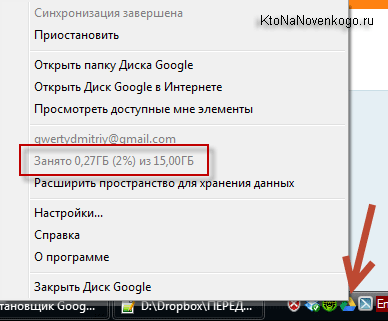 Синхронизация завершена
KtoNaNovenkogo.ru
Приостановить
Открыть папку Диска Google
Открыть Диск Google в Интернете
Просмотреть доступные мне элементы
qwertydmitriy@gmail.com
Занято 0,27ГБ (2%) из 15,00ГБ
Расширить пространство для хранения данных
Настройки...
Справка
О программе
Закрыть Диск Google
тановщик Goog...
D:\Dropbox\ПЕРЕД...
En